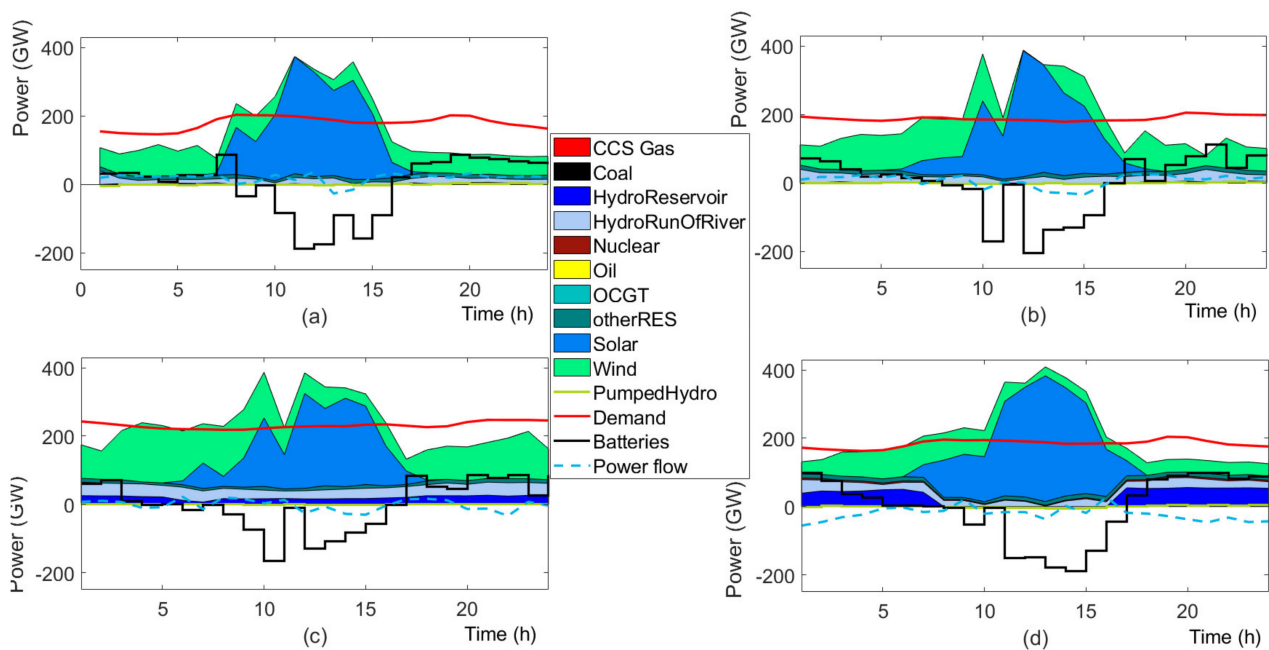 Power (GW)
400
200
0
-200
0
5
10
15
20
Time (h)
(a)
Power (GW)
400
200
0
-200
5
10
15
20
Time (h)
(b)
CCS Gas
Coal
HydroReservoir
HydroRunOfRiver
Nuclear
Oil
OCGT
otherRES
Solar
Wind
PumpedHydro
Demand
Batteries
Power flow
Power (GW)
400
200
0
-200
5
10
15
20
Time (h)
(c)
Power (GW)
400
200
0
-200
5
10
15
20
Time (h)
(d)